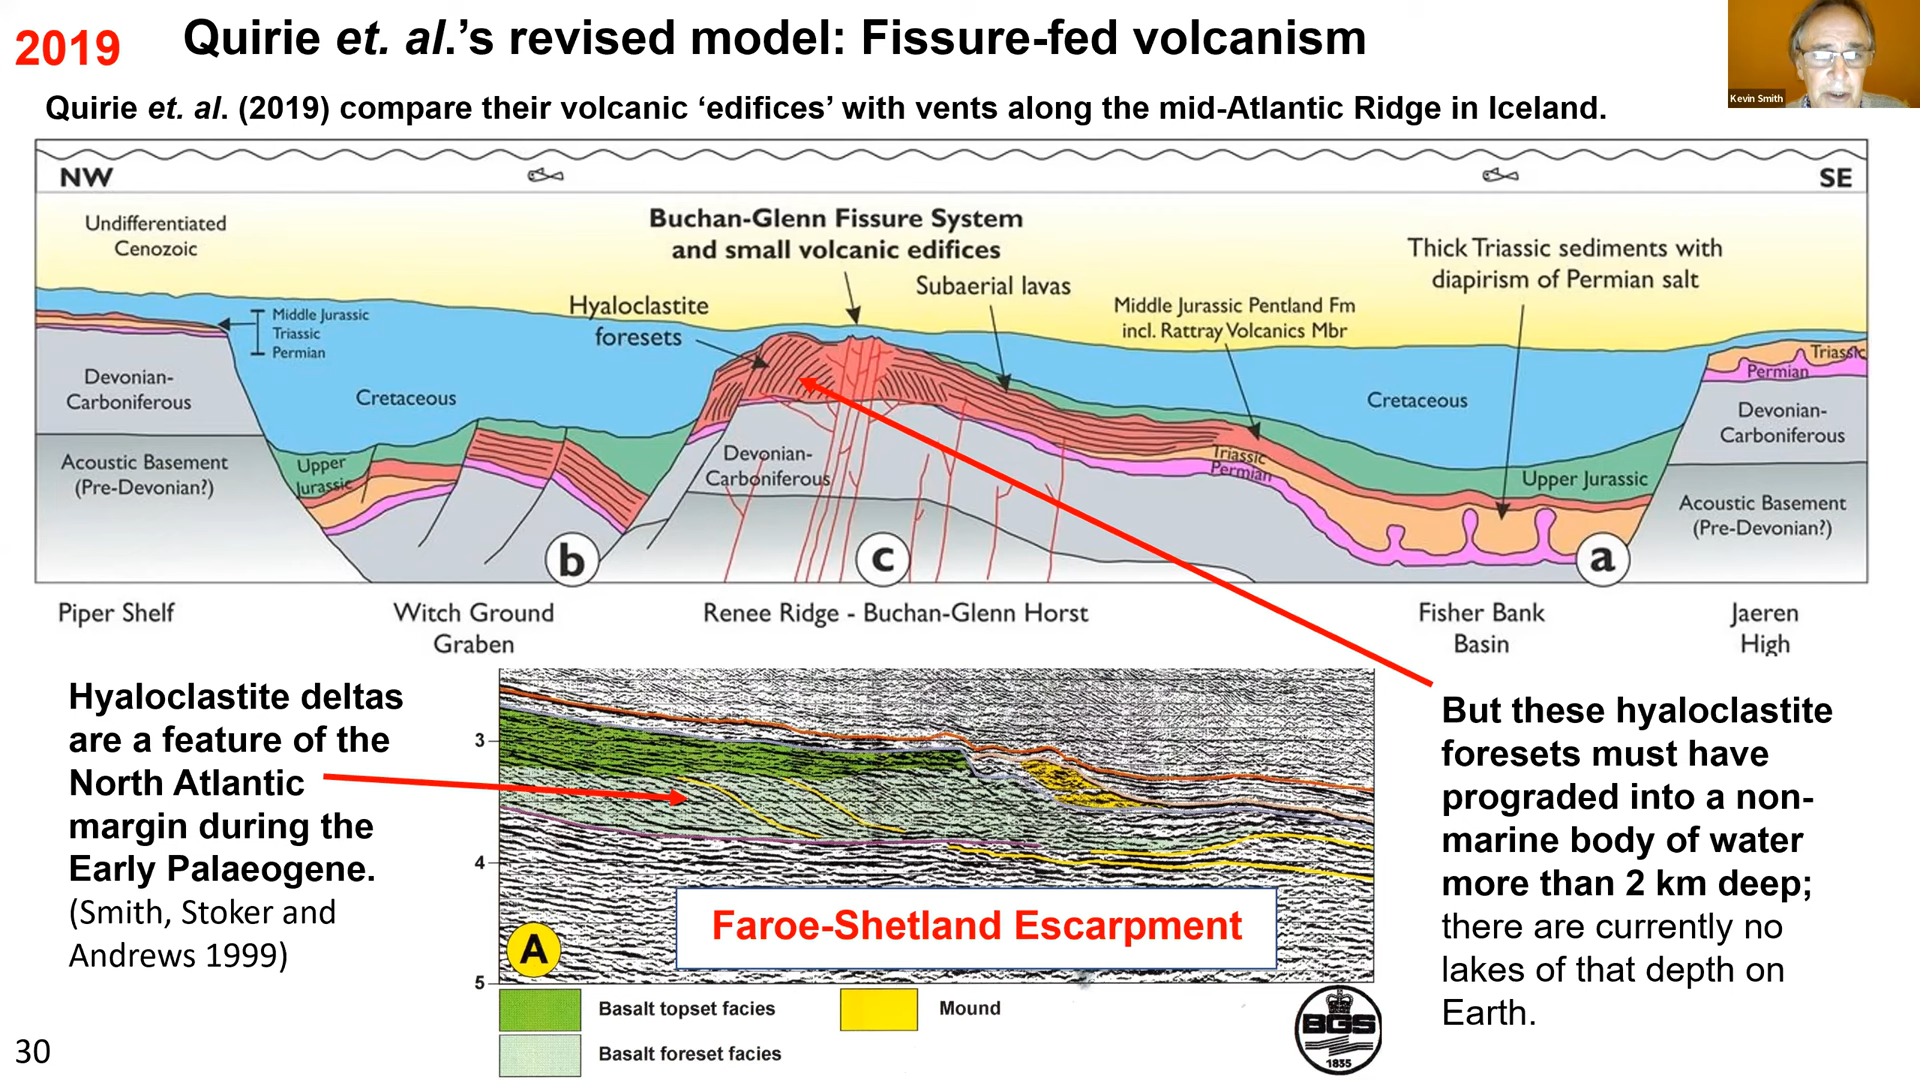 2019
Quirie et. al.’s revised model: Fissure-fed volcanism
Kevin Smith
Quirie et. al. (2019) compare their volcanic ‘edifices’ with vents along the mid-Atlantic Ridge in Iceland.
NW
SE
Undifferentiated
Cenozoic
Buchan-Glenn Fissure System
and small volcanic edifices
Thick Triassic sediments with
diapirism of Permian salt
Subaerial lavas
Hyaloclastite
foresets
Middle Jurassic Pentland Fm
incl. Rattray Volcanics Mbr
Middle Jurassic
Triassic
Permian
Triassic
Permian
Devonian-
Carboniferous
Cretaceous
Cretaceous
Devonian-
Carboniferous
Devonian-
Carboniferous
Triassic
Permian
Acoustic Basement
(Pre-Devonian?)
Upper
Jurassic
Upper Jurassic
Acoustic Basement
(Pre-Devonian?)
b
c
a
Piper Shelf
Witch Ground
Graben
Renee Ridge - Buchan-Glenn Horst
Fisher Bank
Basin
Jaeren
High
Hyaloclastite deltas
are a feature of the
North Atlantic
margin during the
Early Palaeogene.
(Smith, Stoker and
Andrews 1999)
3
4
5
A
Faroe-Shetland Escarpment
Basalt topset facies
Mound
Basalt foreset facies
BGS
1835
But these hyaloclastite
foresets must have
prograded into a non-
marine body of water
more than 2 km deep;
there are currently no
lakes of that depth on
Earth.
30